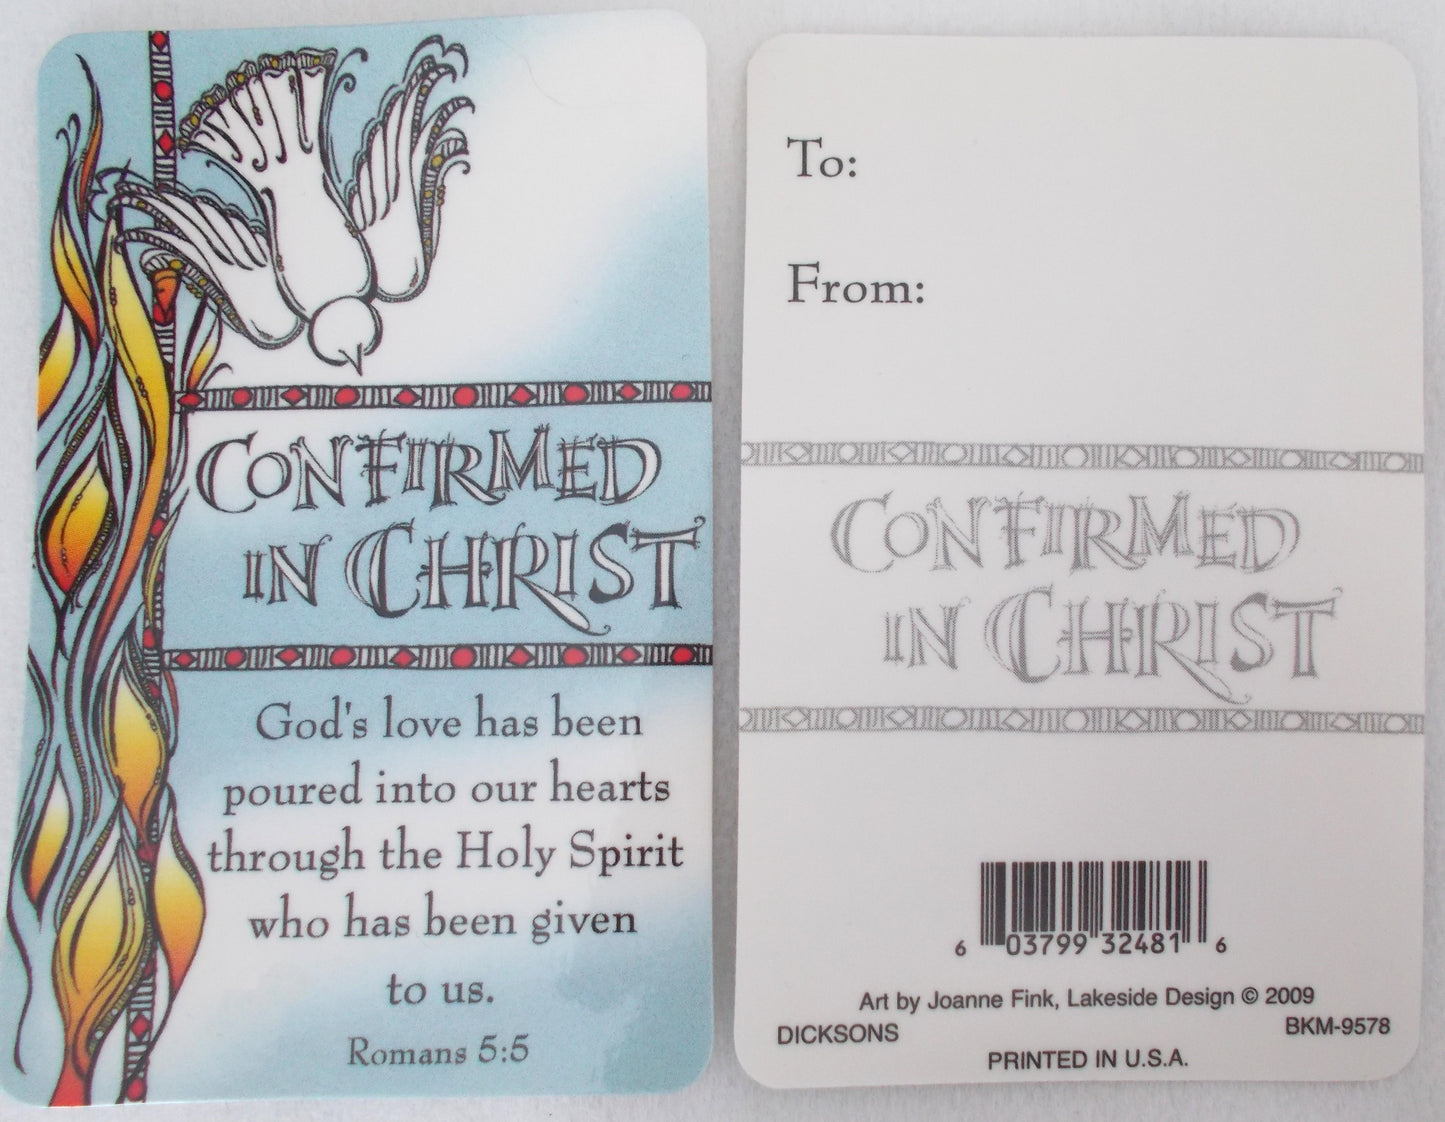 CONFIRMED
IN CHRIST
God's love has been
poured into our hearts
through the Holy Spirit
who has been given
to us.
Romans 5:5
To:
From:
CONFIRMED
IN CHRIST
6 03799 32481 6
Art by Joanne Fink, Lakeside Design © 2009
DICKSONS BKM-9578
PRINTED IN U.S.A.